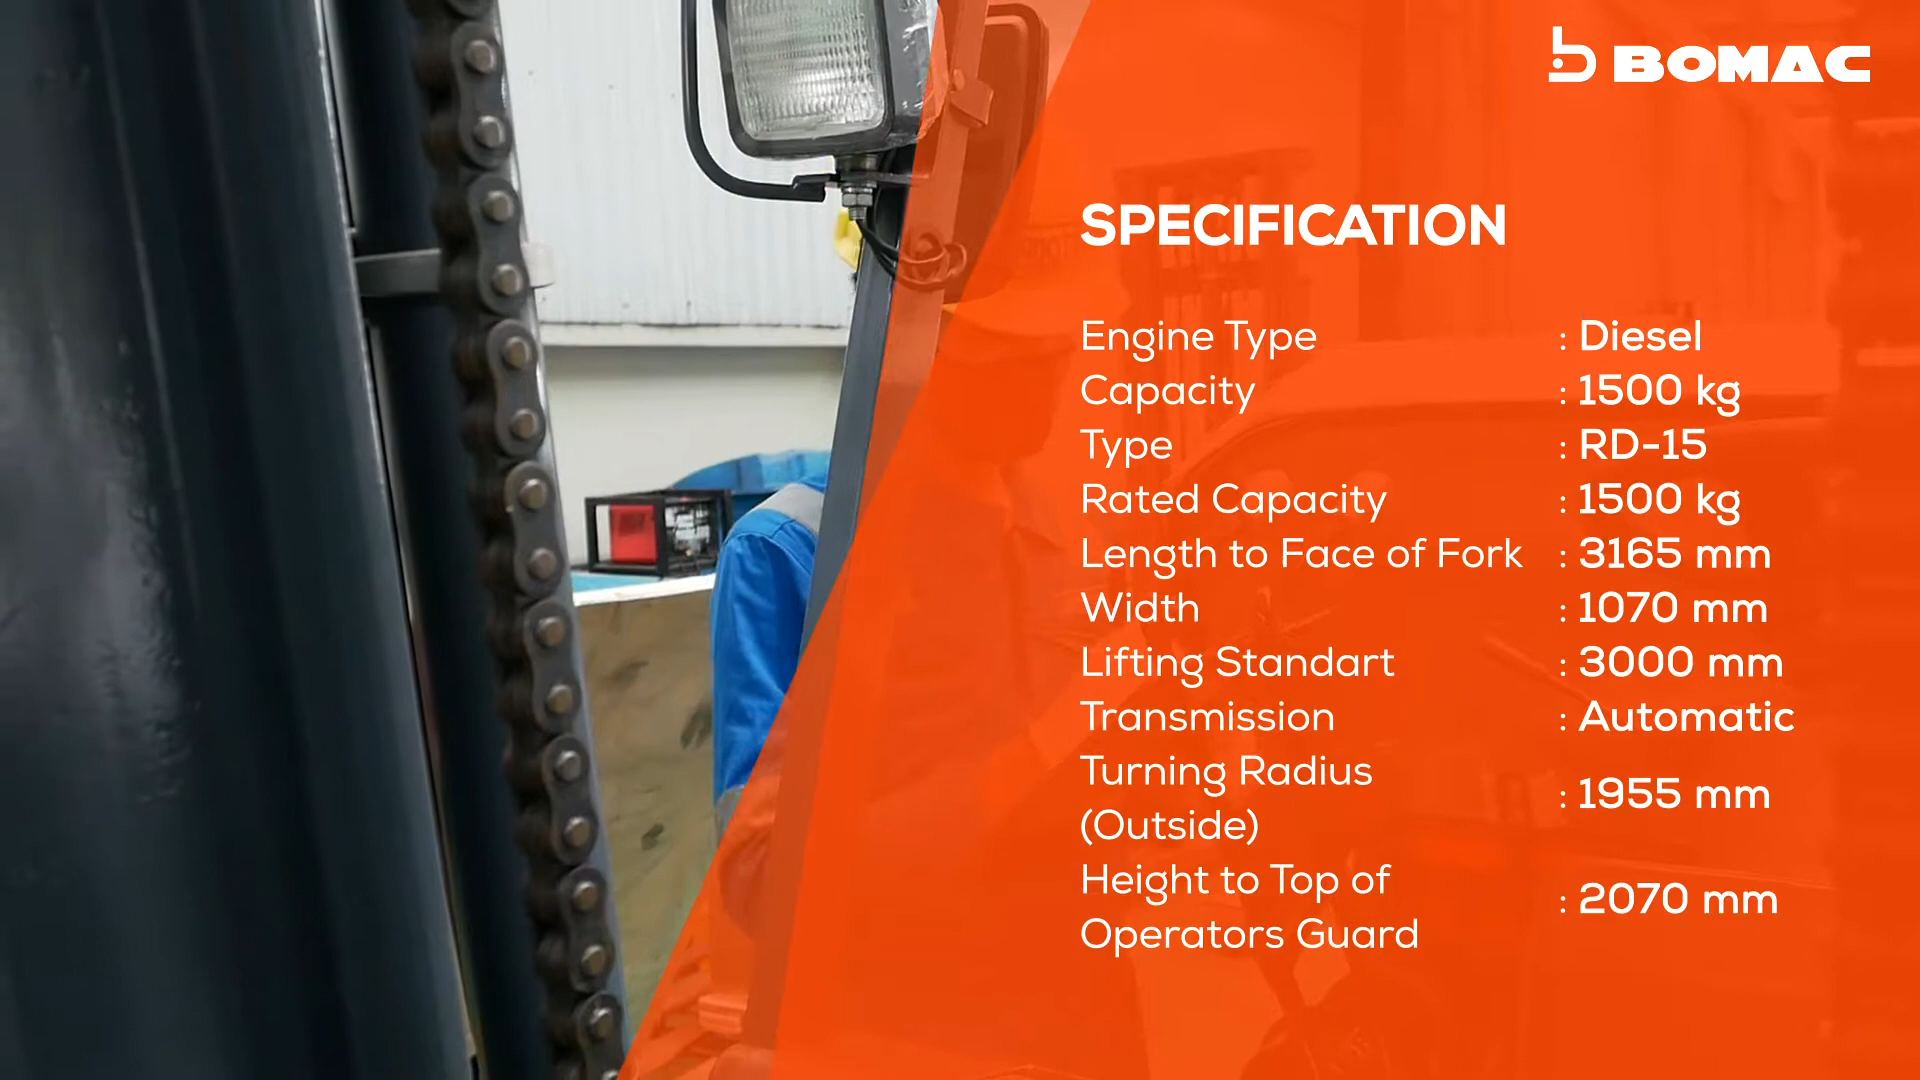 BOMAC
SPECIFICATION
Engine Type : Diesel
Capacity : 1500 kg
Type : RD-15
Rated Capacity : 1500 kg
Length to Face of Fork : 3165 mm
Width : 1070 mm
Lifting Standart : 3000 mm
Transmission : Automatic
Turning Radius
(Outside) : 1955 mm
Height to Top of
Operators Guard : 2070 mm